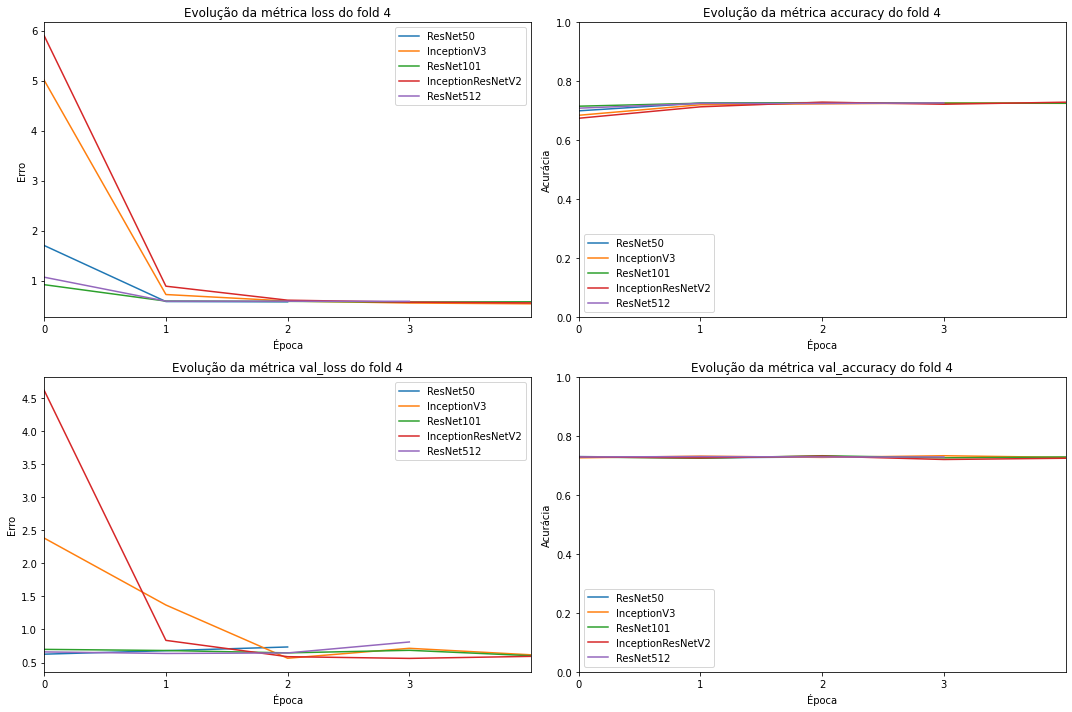 Evolução da métrica loss do fold 4
Erro
6
5
4
3
2
1
0
1
2
3
Época
ResNet50
InceptionV3
ResNet101
InceptionResNetV2
ResNet512
Evolução da métrica accuracy do fold 4
Acurácia
1.0
0.8
0.6
0.4
0.2
0.0
0
1
2
3
Época
ResNet50
InceptionV3
ResNet101
InceptionResNetV2
ResNet512
Evolução da métrica val_loss do fold 4
Erro
4.5
4.0
3.5
3.0
2.5
2.0
1.5
1.0
0.5
0
1
2
3
Época
ResNet50
InceptionV3
ResNet101
InceptionResNetV2
ResNet512
Evolução da métrica val_accuracy do fold 4
Acurácia
1.0
0.8
0.6
0.4
0.2
0.0
0
1
2
3
Época
ResNet50
InceptionV3
ResNet101
InceptionResNetV2
ResNet512